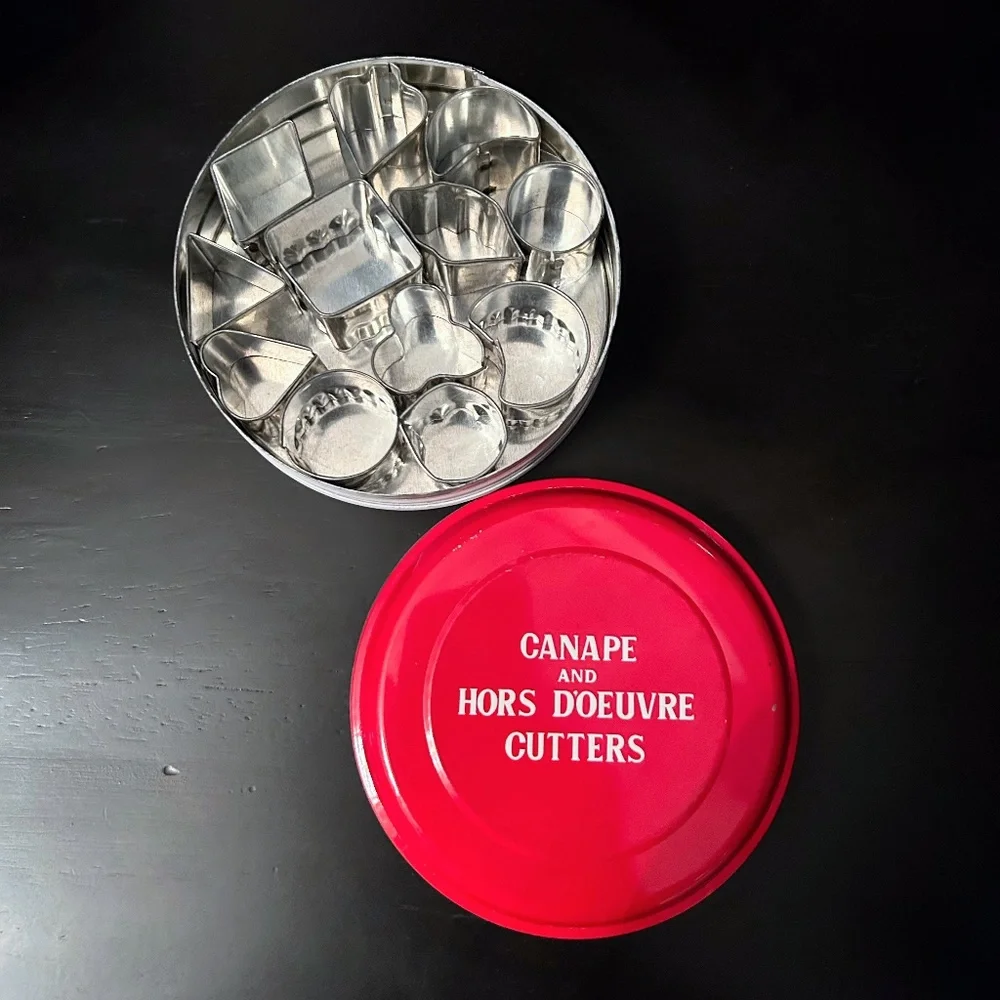 CANAPE
AND
HORS D'OEUVRE
CUTTERS